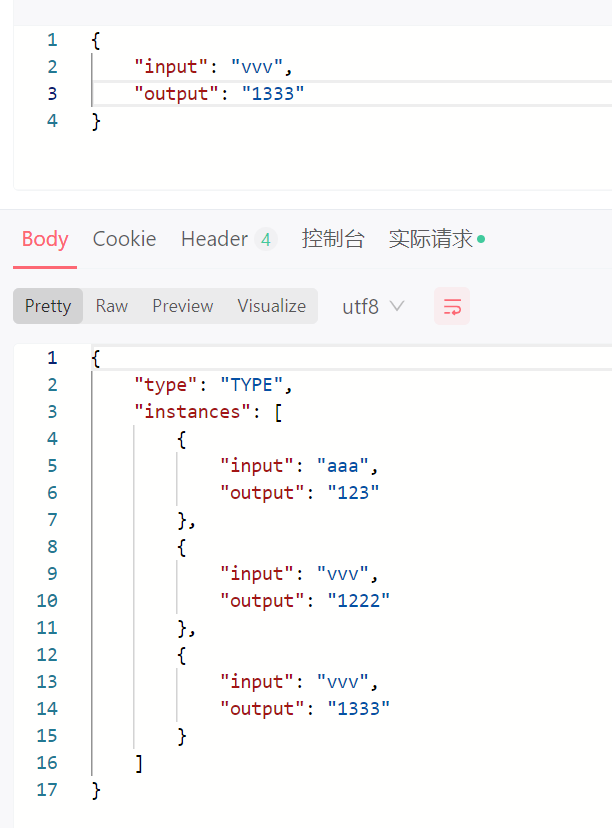 1 {
2     "input": "vvv",
3     "output": "1333"
4 }
Body Cookie Header 4 控制台 实际请求
Pretty Raw Preview Visualize utf8
1 {
2     "type": "TYPE",
3     "instances": [
4         {
5             "input": "aaa",
6             "output": "123"
7         },
8         {
9             "input": "vvv",
10             "output": "1222"
11         },
12         {
13             "input": "vvv",
14             "output": "1333"
15         }
16     ]
17 }